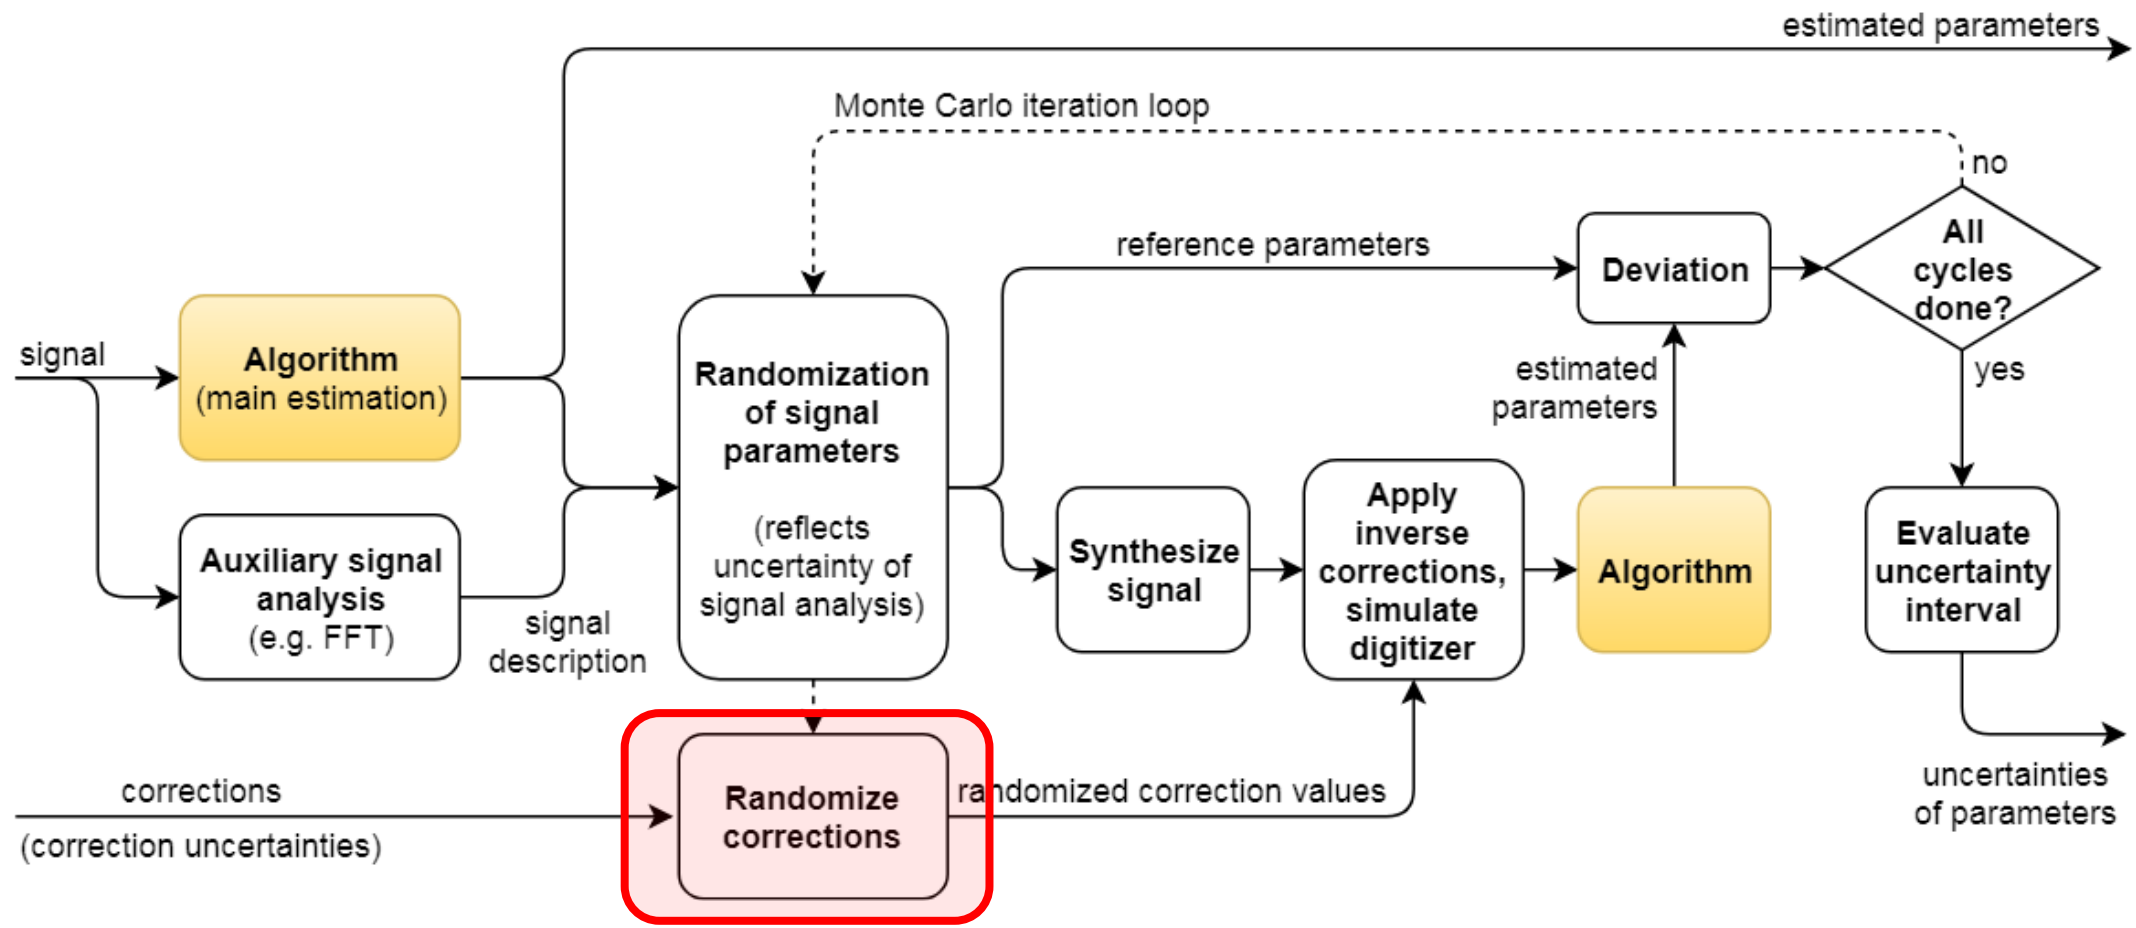 estimated parameters
Monte Carlo iteration loop
no
reference parameters
Deviation
All
cycles
done?
signal
Algorithm
(main estimation)
Randomization
of signal
parameters
(reflects
uncertainty of
signal analysis)
estimated
parameters
yes
Auxiliary signal
analysis
(e.g. FFT)
signal
description
Synthesize
signal
Apply
inverse
corrections,
simulate
digitizer
Algorithm
Evaluate
uncertainty
interval
corrections
(correction uncertainties)
Randomize
corrections
randomized correction values
uncertainties
of parameters